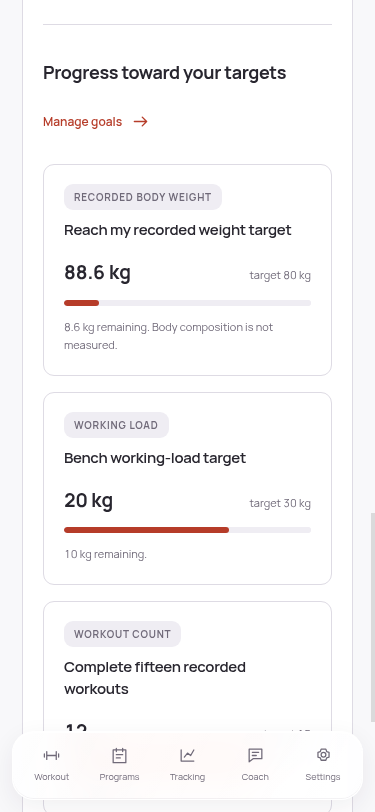 Progress toward your targets
Manage goals
RECORDED BODY WEIGHT
Reach my recorded weight target
88.6 kg
target 80 kg
8.6 kg remaining. Body composition is not
measured.
WORKING LOAD
Bench working-load target
20 kg
target 30 kg
10 kg remaining.
WORKOUT COUNT
Complete fifteen recorded
workouts
12
Workout
Programs
Tracking
Coach
Settings